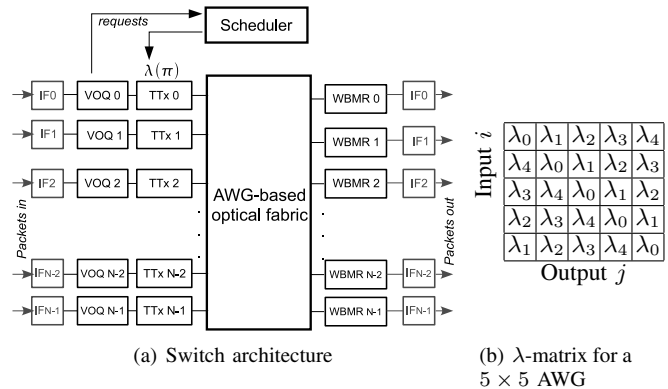 requests
Scheduler
λ(π)
IF0 VOQ 0 TTx 0 WBMR 0 IF0
IF1 VOQ 1 TTx 1 WBMR 1 IF1
IF2 VOQ 2 TTx 2 WBMR 2 IF2
AWG-based
optical fabric
Packets in
Packets out
IFN-2 VOQ N-2 TTx N-2 WBMR N-2 IFN-2
IFN-1 VOQ N-1 TTx N-1 WBMR N-1 IFN-1
(a) Switch architecture
Input i
λ0 λ1 λ2 λ3 λ4
λ4 λ0 λ1 λ2 λ3
λ3 λ4 λ0 λ1 λ2
λ2 λ3 λ4 λ0 λ1
λ1 λ2 λ3 λ4 λ0
Output j
(b) λ-matrix for a
5 × 5 AWG